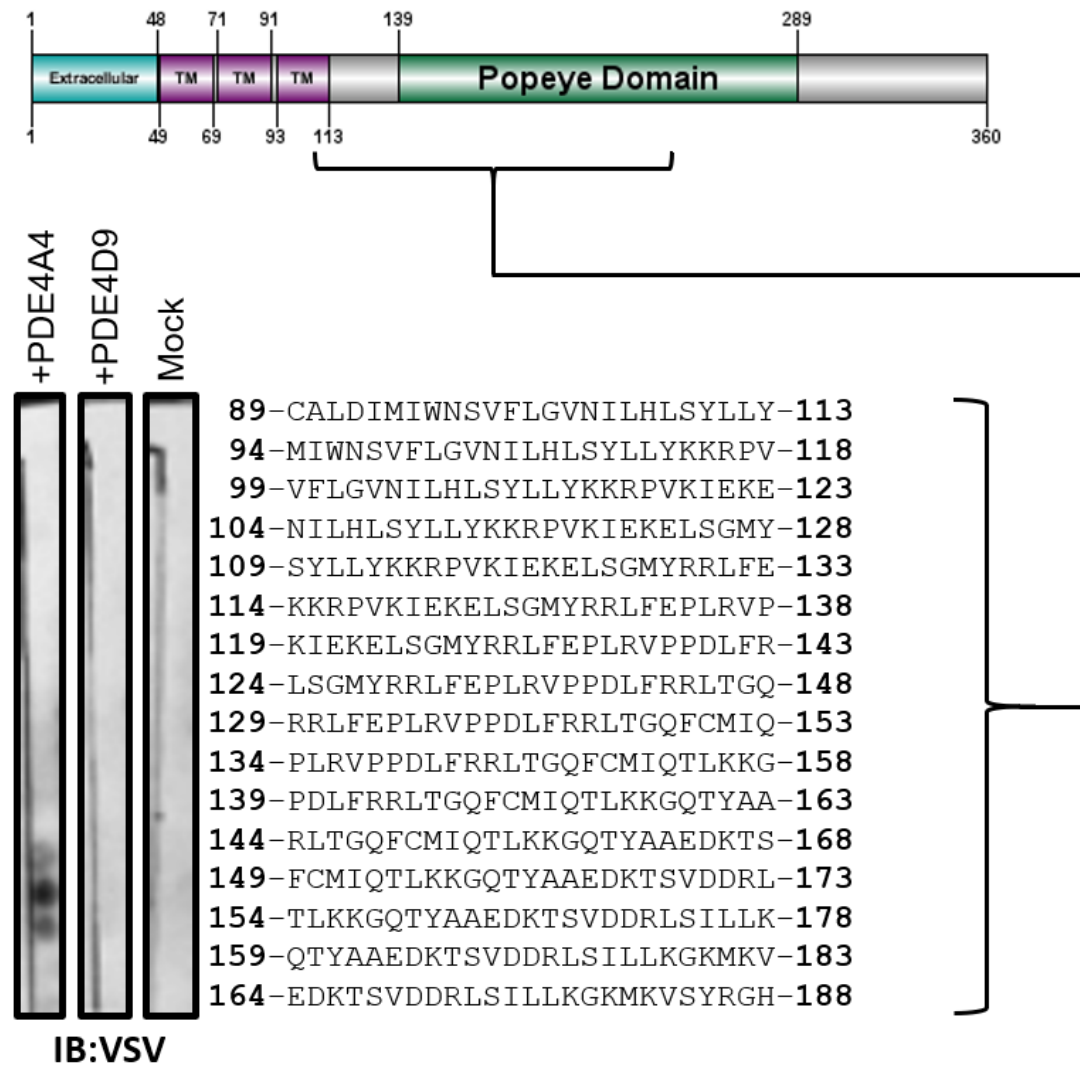 1 48 71 91 139 289
Extracellular TM TM TM Popeye Domain
1 49 69 93 113 360
+PDE4A4 +PDE4D9 Mock
89-CALDIMIWNSVFLGVNILHLSYLLY-113
94-MIWNSVFLGVNILHLSYLLYKKRPV-118
99-VFLGVNILHLSYLLYKKRPVKIEKE-123
104-NILHLSYLLYKKRPVKIEKELSGMY-128
109-SYLLYKKRPVKIEKELSGMYRRLFE-133
114-KKRPVKIEKELSGMYRRLFEPLRVP-138
119-KIEKELSGMYRRLFEPLRVPPDLFR-143
124-LSGMYRRLFEPLRVPPDLFRRLTGQ-148
129-RRLFEPLRVPPDLFRRLTGQFCMIQ-153
134-PLRVPPDLFRRLTGQFCMIQTLKKG-158
139-PDLFRRLTGQFCMIQTLKKGQTYAA-163
144-RLTGQFCMIQTLKKGQTYAAEDKTS-168
149-FCMIQTLKKGQTYAAEDKTSVDDRL-173
154-TLKKGQTYAAEDKTSVDDRLSILLK-178
159-QTYAAEDKTSVDDRLSILLKGKMKV-183
164-EDKTSVDDRLSILLKGKMKVSYRGH-188
IB:VSV